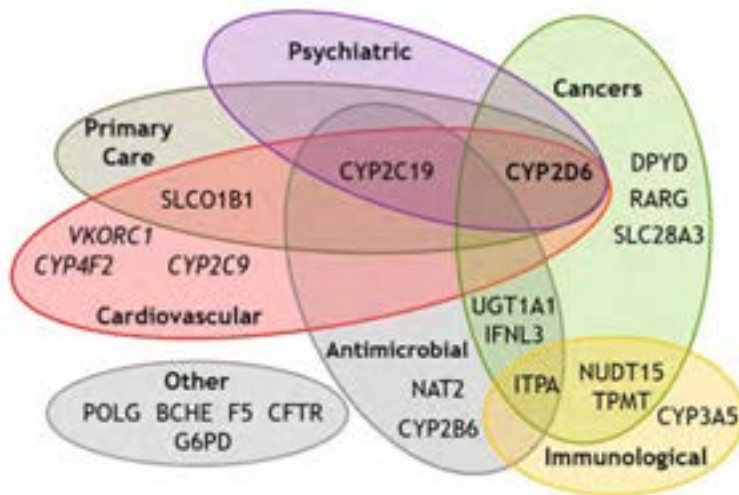 Psychiatric
Cancers
Primary
Care
CYP2C19
CYP2D6
DPYD
RARG
SLC28A3
SLCO1B1
VKORC1
CYP4F2
CYP2C9
Cardiovascular
UGT1A1
IFNL3
Antimicrobial
NAT2
CYP2B6
ITPA
NUDT15
TPMT
CYP3A5
Immunological
Other
POLG BCHE F5 CFTR
G6PD